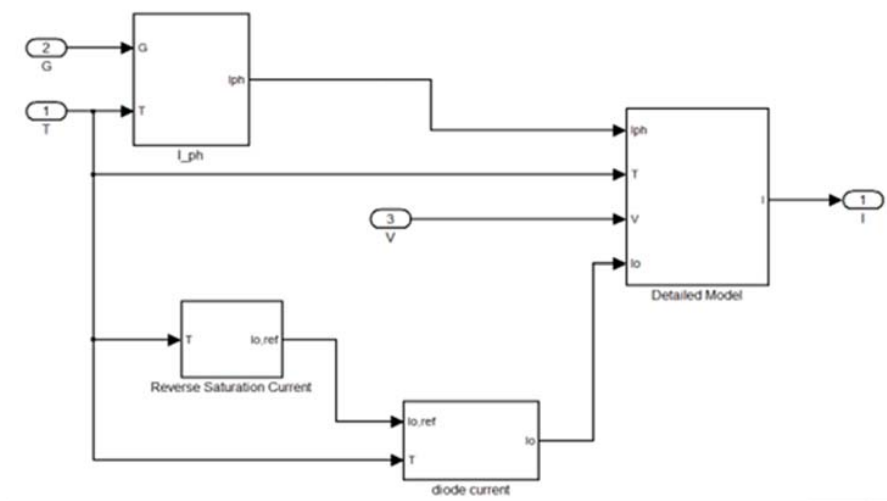 2
G
G
Iph
1
T
T
I_ph
Iph
T
3
V
V
Io
I
1
I
Detailed Model
T
Io,ref
Reverse Saturation Current
Io,ref
Io
T
diode current